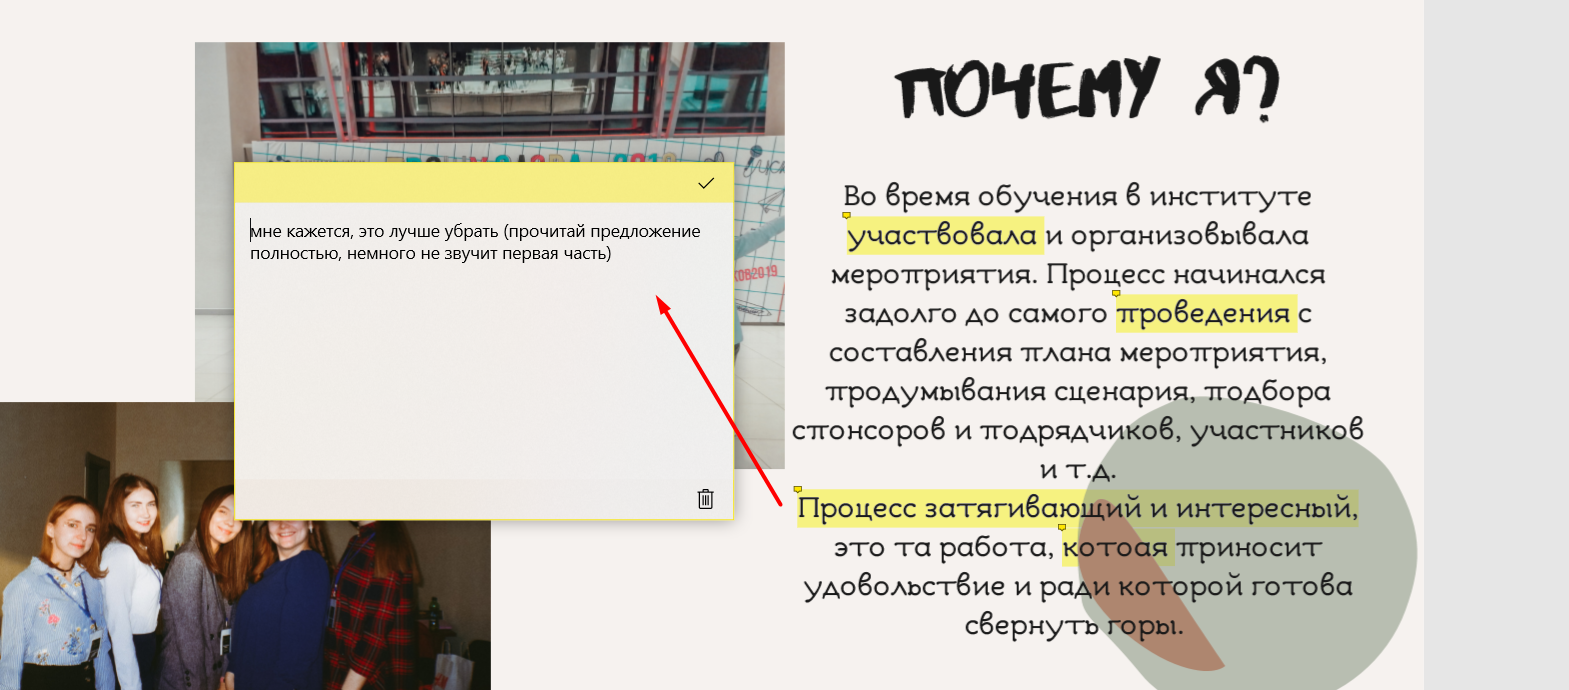 ПОЧЕМУ Я?
мне кажется, это лучше убрать (прочитай предложение
полностью, немного не звучит первая часть)
Во время обучения в институте
участвовала и организовывала
мероприятия. Процесс начинался
задолго до самого проведения с
составления плана мероприятия,
продумывания сценария, подбора
спонсоров и подрядчиков, участников
и т.д.
Процесс затягивающий и интересный,
это та работа, котоая приносит
удовольствие и ради которой готова
свернуть горы.